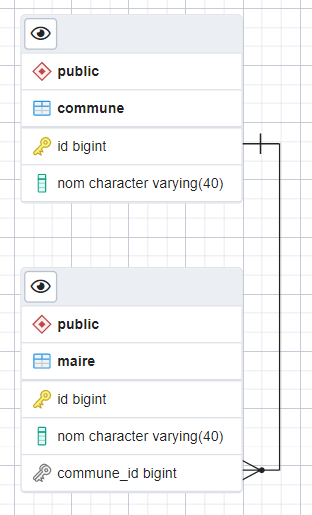 public
commune
id bigint
nom character varying(40)
public
maire
id bigint
nom character varying(40)
commune_id bigint